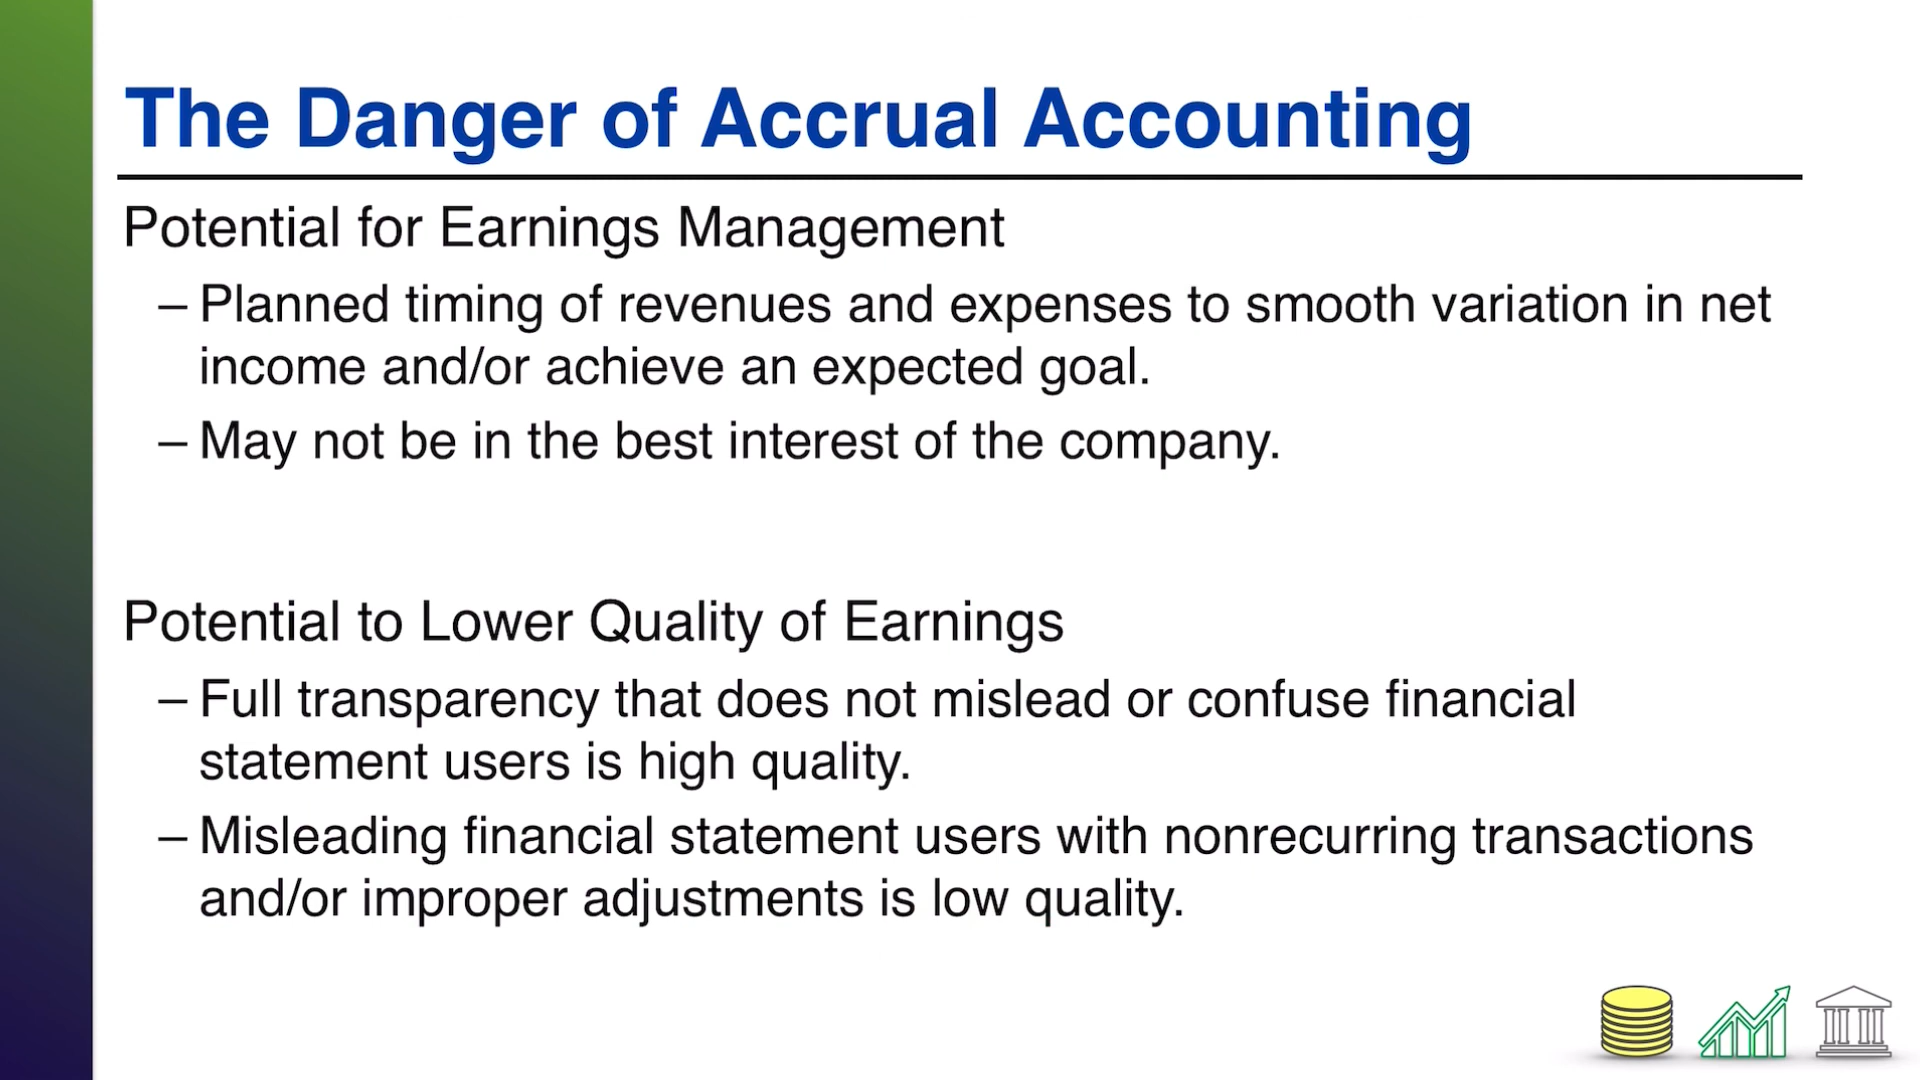 The Danger of Accrual Accounting
Potential for Earnings Management
– Planned timing of revenues and expenses to smooth variation in net
income and/or achieve an expected goal.
– May not be in the best interest of the company.
Potential to Lower Quality of Earnings
– Full transparency that does not mislead or confuse financial
statement users is high quality.
– Misleading financial statement users with nonrecurring transactions
and/or improper adjustments is low quality.